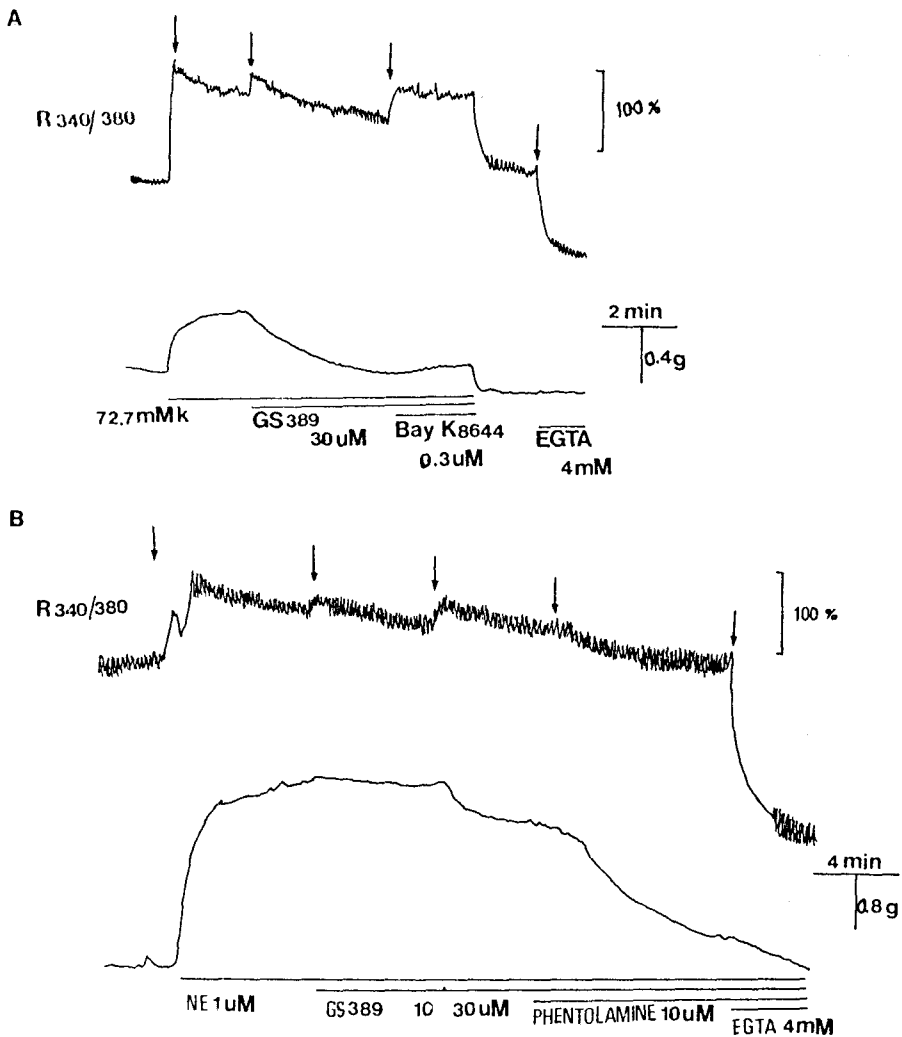 A
R 340/380
100 %
2 min
0.4g
72.7mMk
GS389
30uM
Bay K8644
0.3uM
EGTA
4mM
B
R 340/380
100 %
4 min
0.8g
NE 1uM
GS389 10 30uM
PHENTOLAMINE 10uM
EGTA 4mM